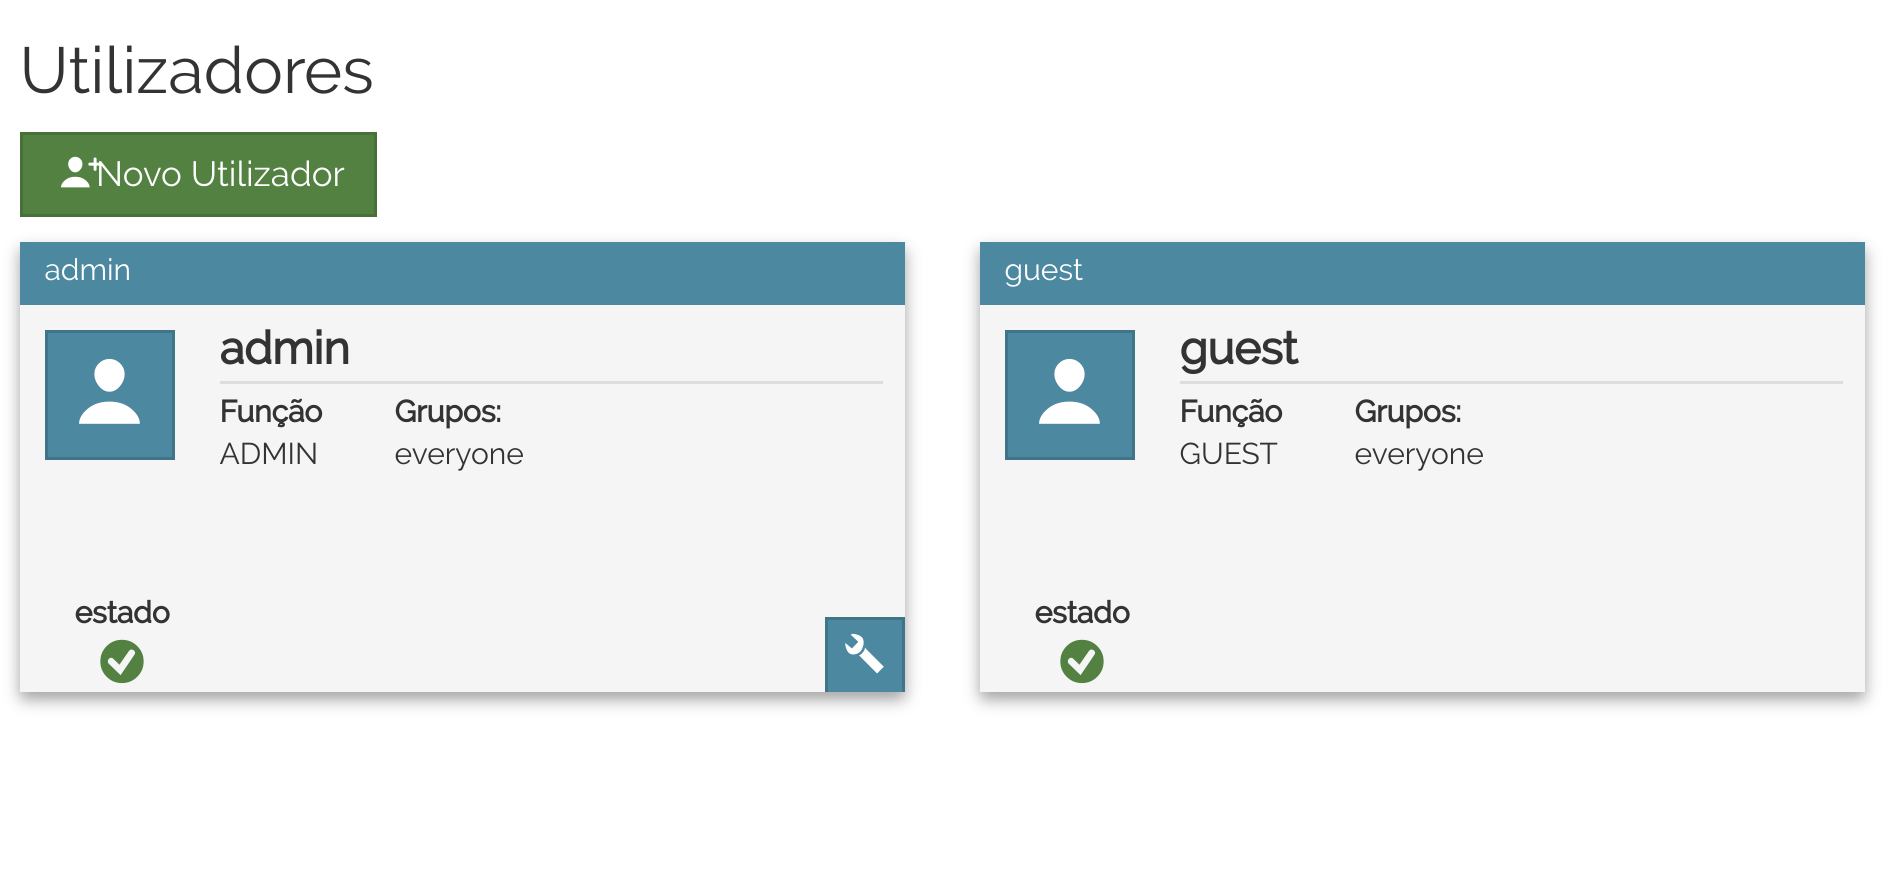 Utilizadores
Novo Utilizador
admin
admin
Função Grupos:
ADMIN everyone
estado
guest
guest
Função Grupos:
GUEST everyone
estado